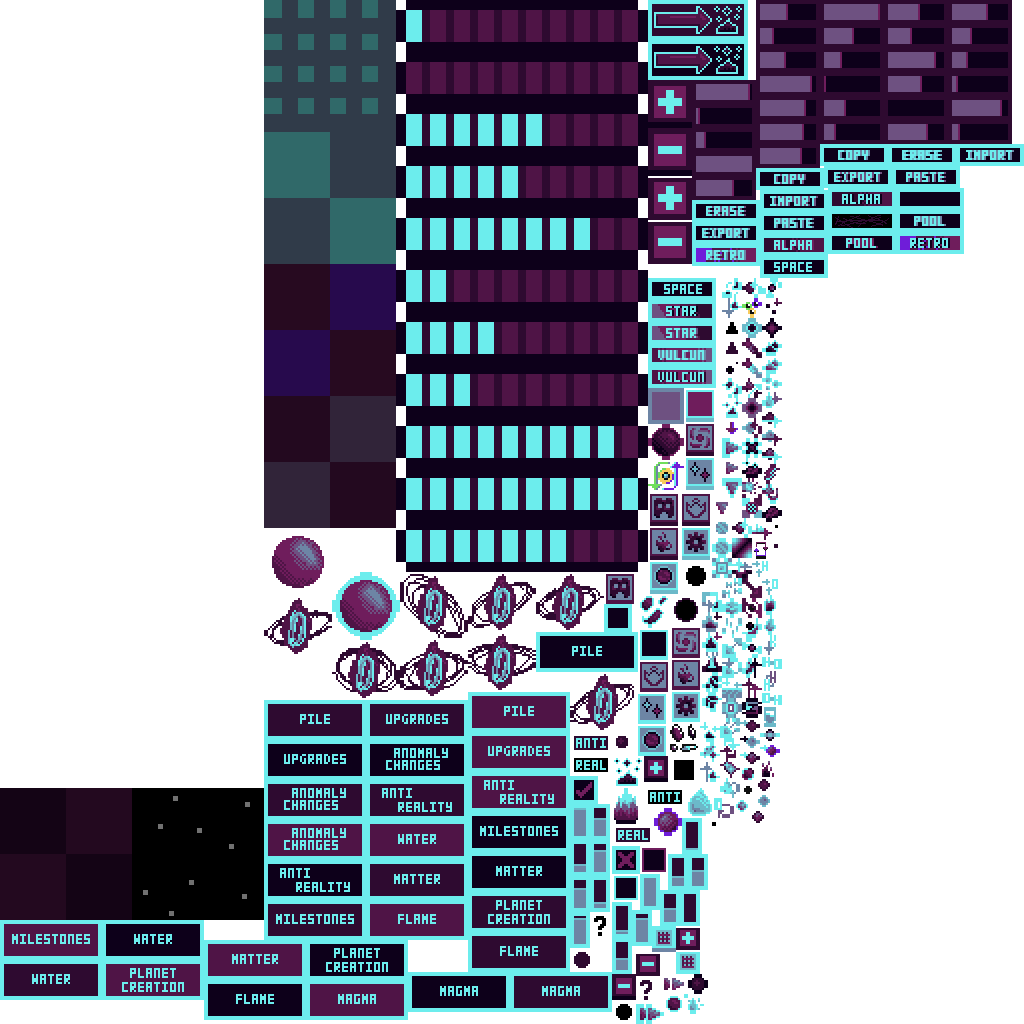 COPY
ERASE
IMPORT
COPY
EXPORT
PASTE
IMPORT
ALPHA
ERASE
PASTE
POOL
EXPORT
ALPHA
POOL
RETRO
RETRO
SPACE
SPACE
STAR
STAR
VULCUN
VULCUN
PILE
PILE
UPGRADES
PILE
UPGRADES
ANOMALY
CHANGES
UPGRADES
ANTI
REAL
ANOMALY
CHANGES
ANTI
REALITY
ANTI
REALITY
ANTI
ANOMALY
CHANGES
WATER
MILESTONES
REAL
ANTI
REALITY
MATTER
MATTER
MILESTONES
FLAME
PLANET
CREATION
?
MILESTONES
WATER
MATTER
PLANET
CREATION
FLAME
WATER
PLANET
CREATION
FLAME
MAGMA
MAGMA
MAGMA
?